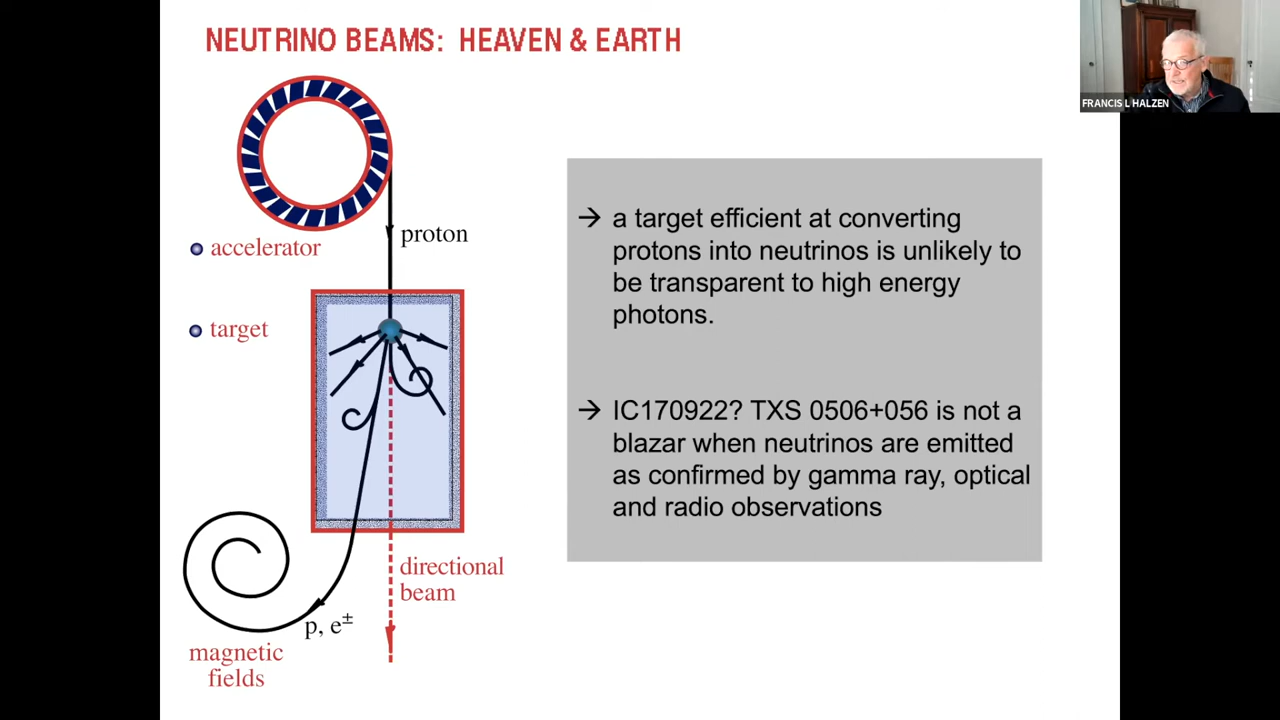 NEUTRINO BEAMS: HEAVEN & EARTH
FRANCIS L HALZEN
proton
accelerator
target
directional
beam
p, e±
magnetic
fields
→ a target efficient at converting
protons into neutrinos is unlikely to
be transparent to high energy
photons.
→ IC170922? TXS 0506+056 is not a
blazar when neutrinos are emitted
as confirmed by gamma ray, optical
and radio observations